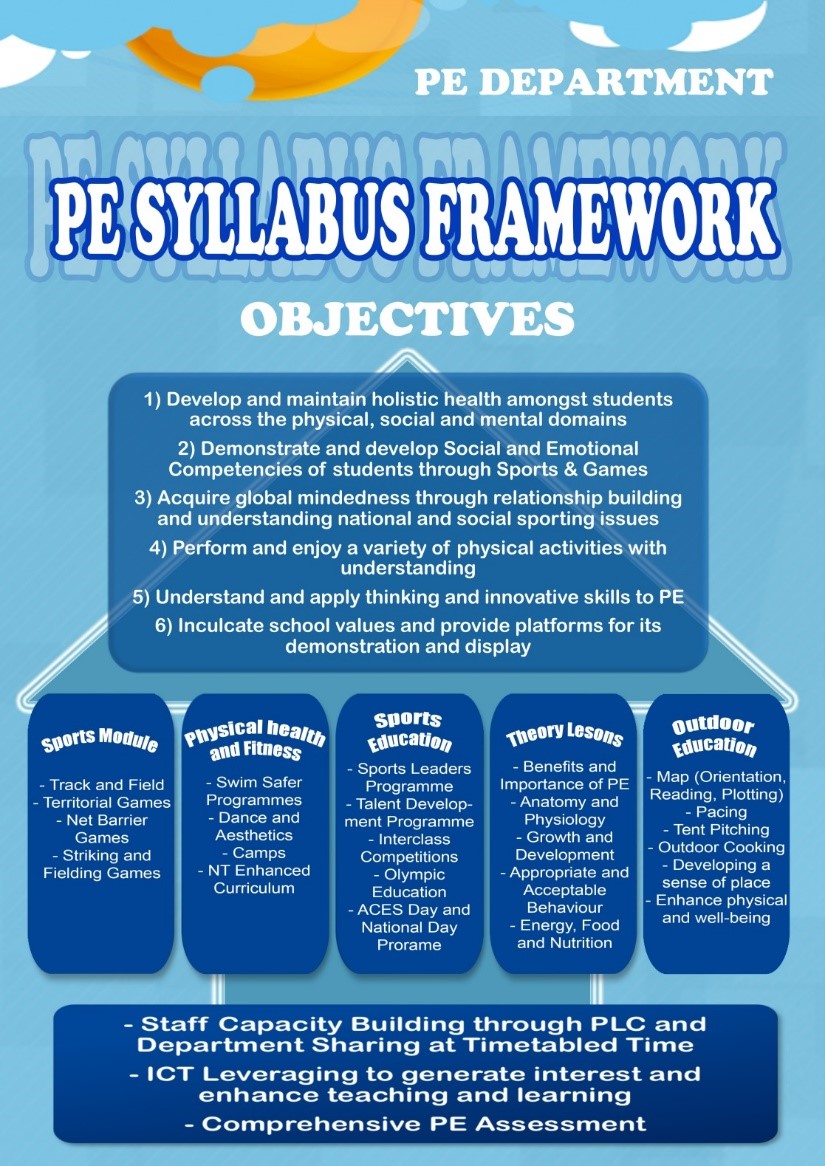 PE DEPARTMENT
PE SYLLABUS FRAMEWORK
OBJECTIVES
1) Develop and maintain holistic health amongst students
across the physical, social and mental domains
2) Demonstrate and develop Social and Emotional
Competencies of students through Sports & Games
3) Acquire global mindedness through relationship building
and understanding national and social sporting issues
4) Perform and enjoy a variety of physical activities with
understanding
5) Understand and apply thinking and innovative skills to PE
6) Inculcate school values and provide platforms for its
demonstration and display
Sports Module
- Track and Field
- Territorial Games
- Net Barrier
Games
- Striking and
Fielding Games
Physical health
and Fitness
- Swim Safer
Programmes
- Dance and
Aesthetics
- Camps
- NT Enhanced
Curriculum
Sports
Education
- Sports Leaders
Programme
- Talent Develop-
ment Programme
- Interclass
Competitions
- Olympic
Education
- ACES Day and
National Day
Prorame
Theory Lesons
- Benefits and
Importance of PE
- Anatomy and
Physiology
- Growth and
Development
- Appropriate and
Acceptable
Behaviour
- Energy, Food
and Nutrition
Outdoor
Education
- Map (Orientation,
Reading, Plotting)
- Pacing
- Tent Pitching
- Outdoor Cooking
- Developing a
sense of place
- Enhance physical
and well-being
- Staff Capacity Building through PLC and
Department Sharing at Timetabled Time
- ICT Leveraging to generate interest and
enhance teaching and learning
- Comprehensive PE Assessment